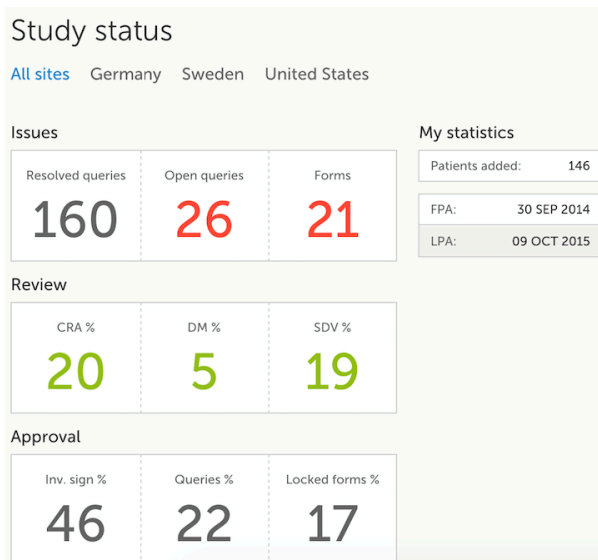 Study status
All sites Germany Sweden United States
Issues
Resolved queries Open queries Forms
160 26 21
My statistics
Patients added: 146
FPA: 30 SEP 2014
LPA: 09 OCT 2015
Review
CRA % DM % SDV %
20 5 19
Approval
Inv. sign % Queries % Locked forms %
46 22 17